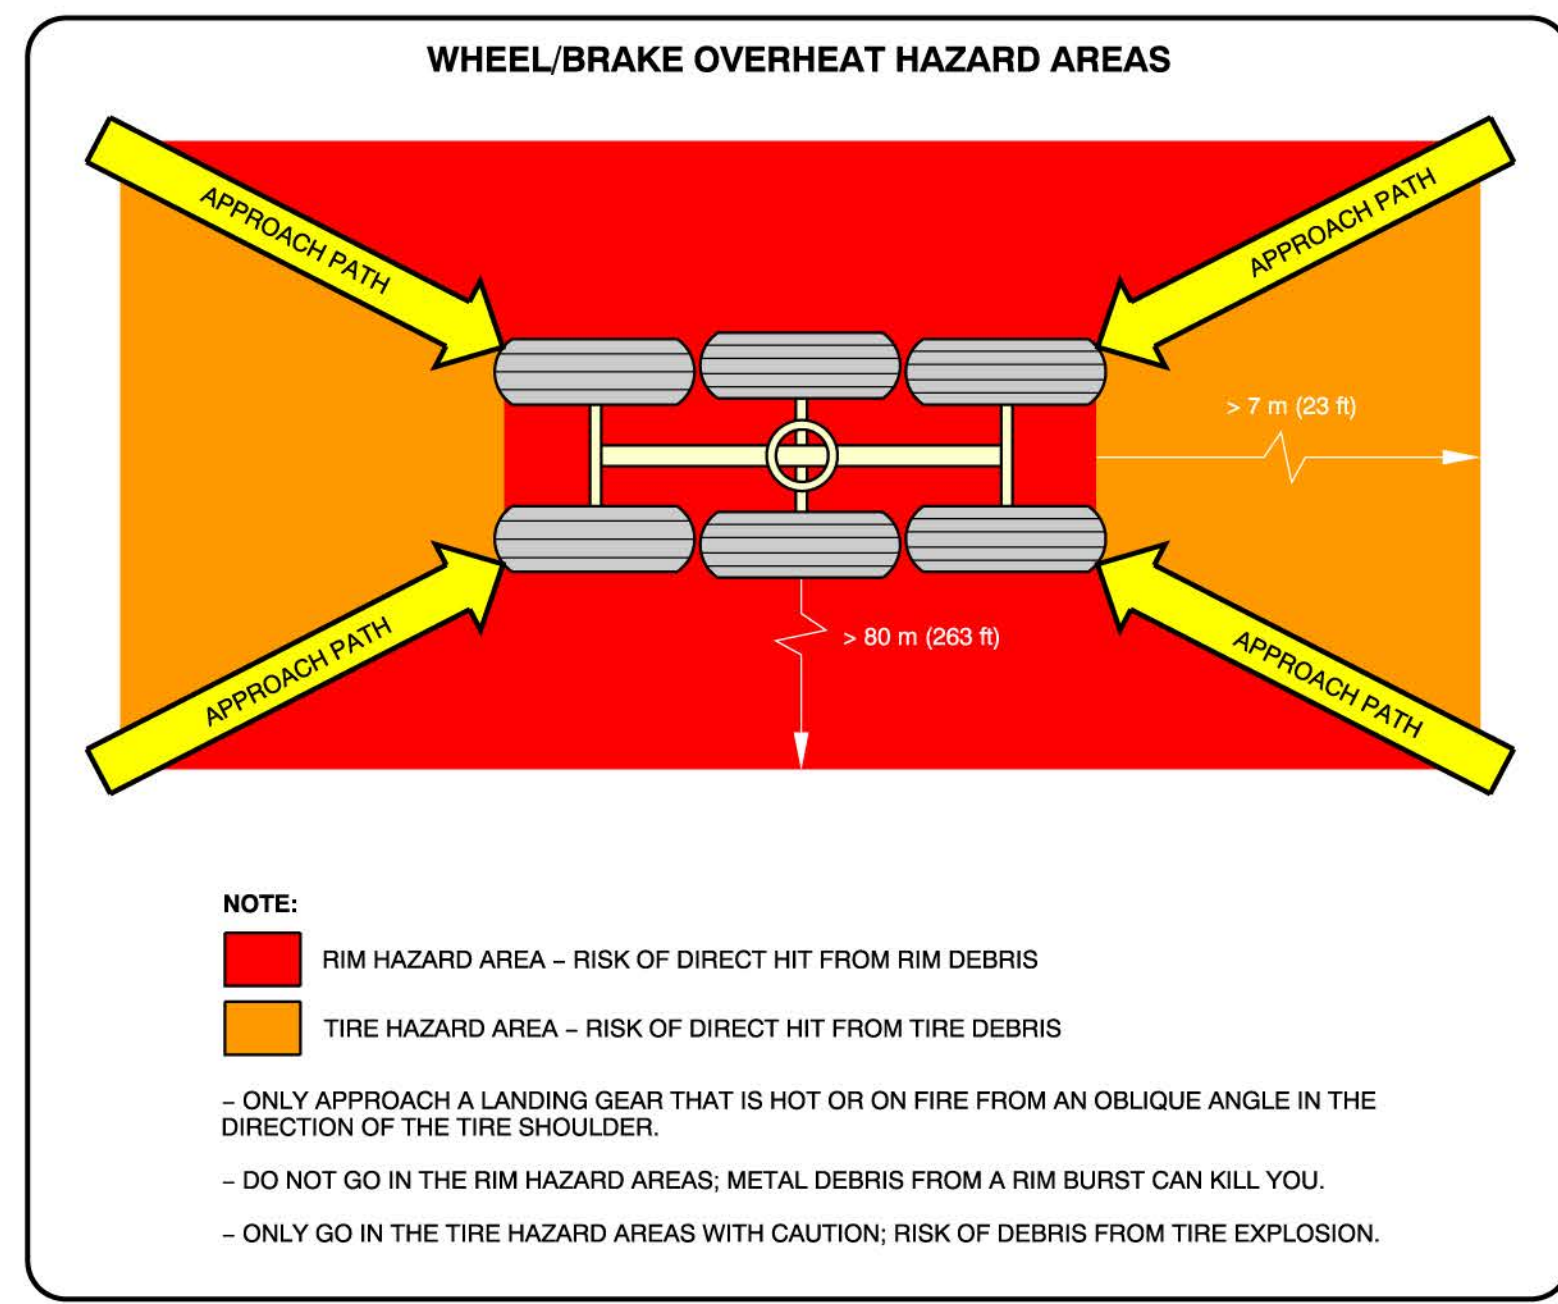 WHEEL/BRAKE OVERHEAT HAZARD AREAS
APPROACH PATH
APPROACH PATH
> 7 m (23 ft)
> 80 m (263 ft)
APPROACH PATH
APPROACH PATH
NOTE:
RIM HAZARD AREA – RISK OF DIRECT HIT FROM RIM DEBRIS
TIRE HAZARD AREA – RISK OF DIRECT HIT FROM TIRE DEBRIS
– ONLY APPROACH A LANDING GEAR THAT IS HOT OR ON FIRE FROM AN OBLIQUE ANGLE IN THE
DIRECTION OF THE TIRE SHOULDER.
– DO NOT GO IN THE RIM HAZARD AREAS; METAL DEBRIS FROM A RIM BURST CAN KILL YOU.
– ONLY GO IN THE TIRE HAZARD AREAS WITH CAUTION; RISK OF DEBRIS FROM TIRE EXPLOSION.